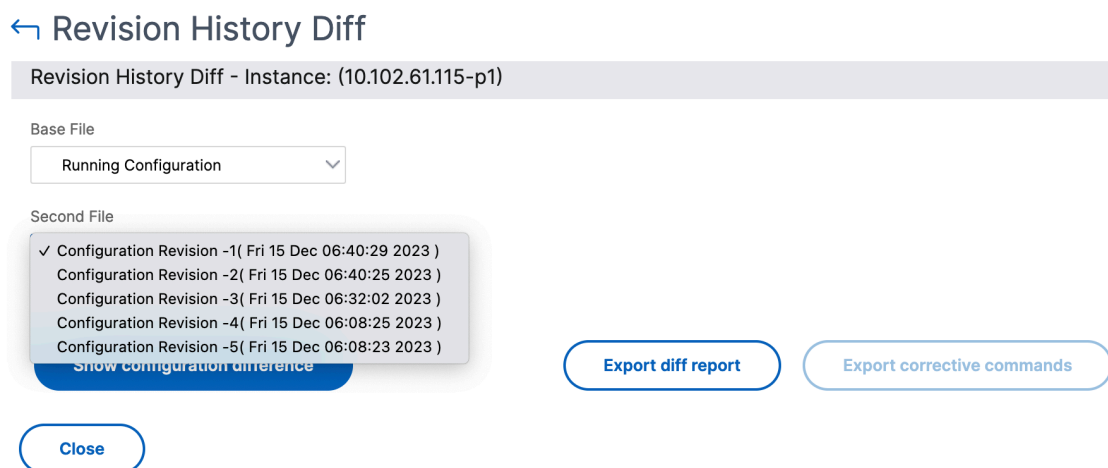 Revision History Diff
Revision History Diff - Instance: (10.102.61.115-p1)
Base File
Running Configuration
Second File
✓ Configuration Revision -1( Fri 15 Dec 06:40:29 2023 )
Configuration Revision -2( Fri 15 Dec 06:40:25 2023 )
Configuration Revision -3( Fri 15 Dec 06:32:02 2023 )
Configuration Revision -4( Fri 15 Dec 06:08:25 2023 )
Configuration Revision -5( Fri 15 Dec 06:08:23 2023 )
Show configuration difference
Export diff report
Export corrective commands
Close